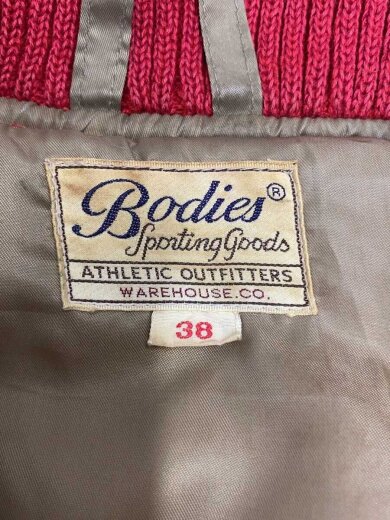 Bodies®
Sporting Goods
ATHLETIC OUTFITTERS
WAREHOUSE.CO.
38